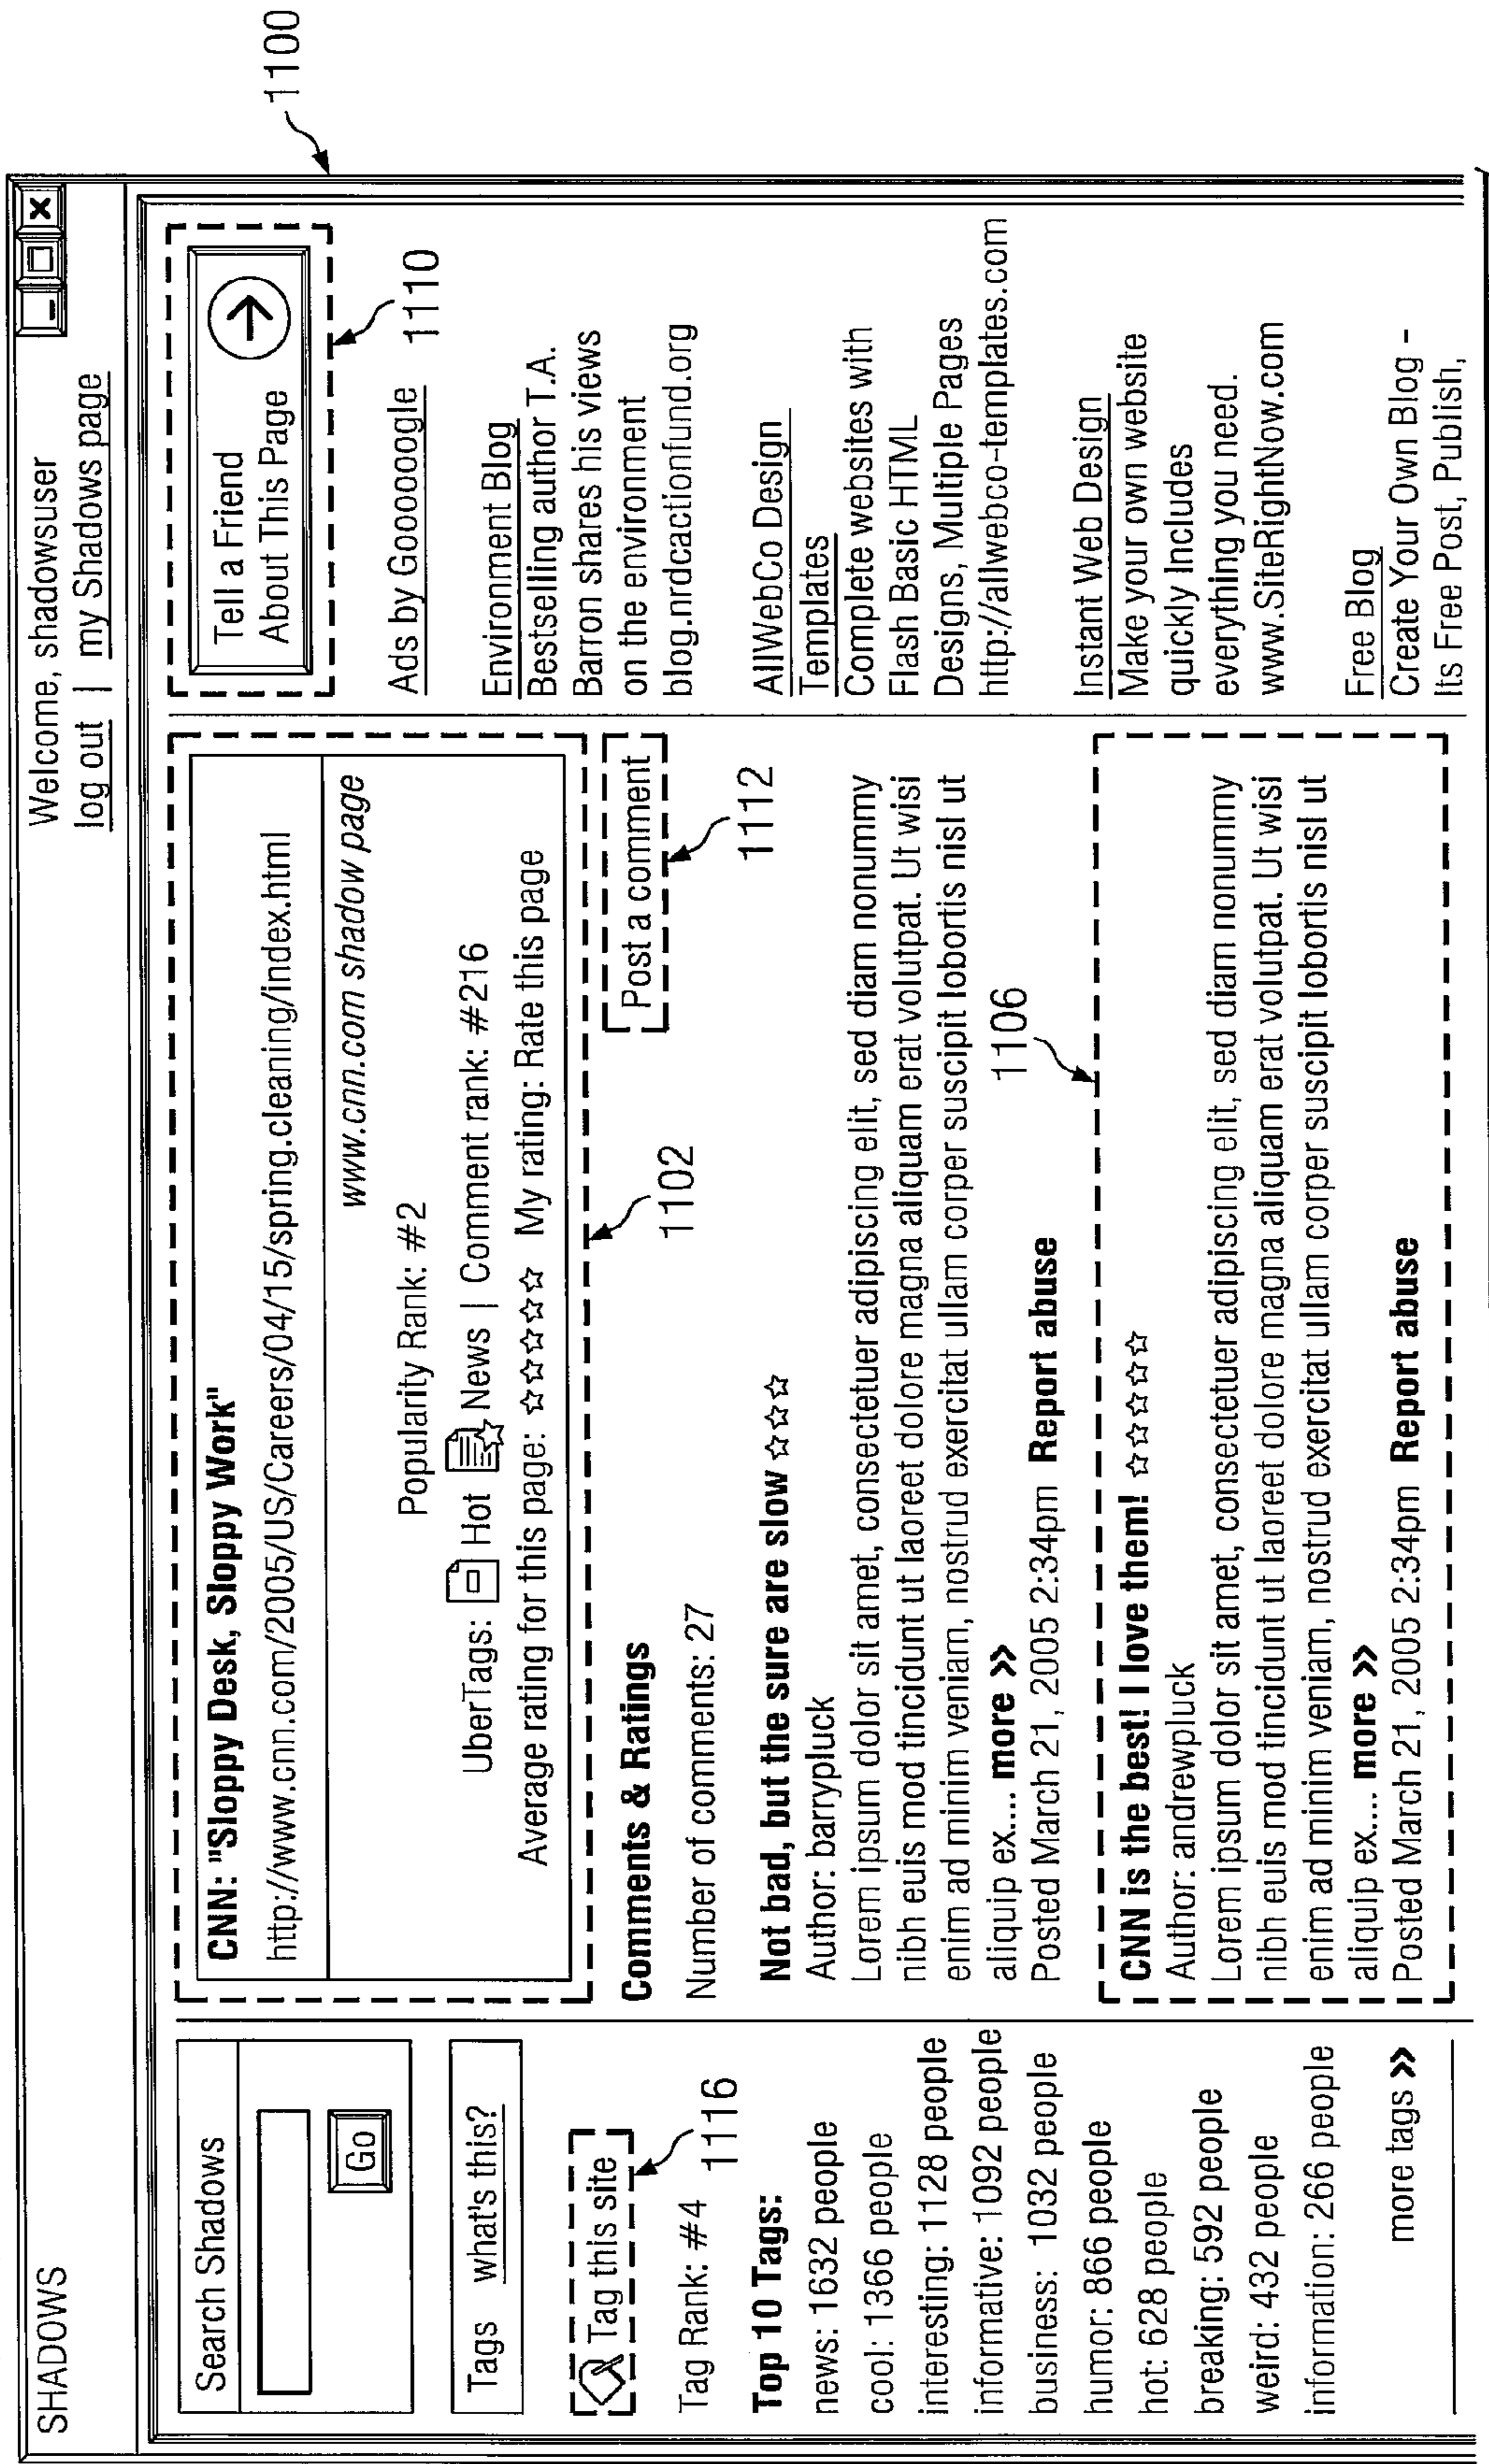 SHADOWS
Welcome, shadowsuser
log out | my Shadows page
1100
Search Shadows
Go
Tags what's this?
Tag this site
1116
Tag Rank: #4
Top 10 Tags:
news: 1632 people
cool: 1366 people
interesting: 1128 people
informative: 1092 people
business: 1032 people
humor: 866 people
hot: 628 people
breaking: 592 people
weird: 432 people
information: 266 people
more tags »
CNN: "Sloppy Desk, Sloppy Work"
http://www.cnn.com/2005/US/Careers/04/15/spring.cleaning/index.html
www.cnn.com shadow page
Popularity Rank: #2
UberTags: Hot News | Comment rank: #216
Average rating for this page: ☆☆☆☆☆ My rating: Rate this page
1102
Comments & Ratings
Post a comment
Number of comments: 27
1112
Not bad, but the sure are slow ☆☆☆
Author: barrypluck
Lorem ipsum dolor sit amet, consectetuer adipiscing elit, sed diam nonummy
nibh euis mod tincidunt ut laoreet dolore magna aliquam erat volutpat. Ut wisi
enim ad minim veniam, nostrud exercitat ullam corper suscipit lobortis nisl ut
aliquip ex.... more »
Posted March 21, 2005 2:34pm Report abuse
1106
CNN is the best! I love them! ☆☆☆☆☆
Author: andrewpluck
Lorem ipsum dolor sit amet, consectetuer adipiscing elit, sed diam nonummy
nibh euis mod tincidunt ut laoreet dolore magna aliquam erat volutpat. Ut wisi
enim ad minim veniam, nostrud exercitat ullam corper suscipit lobortis nisl ut
aliquip ex.... more »
Posted March 21, 2005 2:34pm Report abuse
Tell a Friend
About This Page
1110
Ads by Goooooogle
Environment Blog
Bestselling author T.A.
Barron shares his views
on the environment
blog.nrdcactionfund.org
AllWebCo Design
Templates
Complete websites with
Flash Basic HTML
Designs, Multiple Pages
http://allwebco-templates.com
Instant Web Design
Make your own website
quickly Includes
everything you need.
www.SiteRightNow.com
Free Blog
Create Your Own Blog -
Its Free Post, Publish,